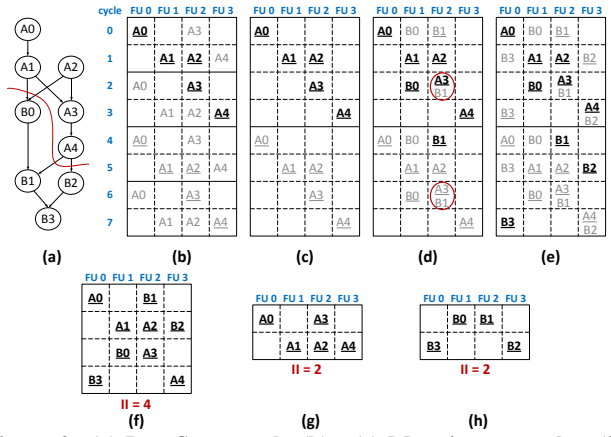 cycle FU 0 FU 1 FU 2 FU 3 FU 0 FU 1 FU 2 FU 3 FU 0 FU 1 FU 2 FU 3 FU 0 FU 1 FU 2 FU 3
A0 0 A0 A3 A0 A0 B0 B1 A0 B0 B1
A1 A2 1 A1 A2 A4 A1 A2 A1 A2 B3 A1 A2 B2
B0 A3 2 A0 A3 A3 B0 A3 B0 A3
B1 B1
A4 3 A1 A2 A4 A4 A4 B3 A4
B2
4 A0 A3 A0 A0 B0 B1 A0 B0 B1
B1 B2 5 A1 A2 A4 A1 A2 A1 A2 B3 A1 A2 B2
B3 6 A0 A3 A3 B0 A3 B0 A3
B1 B1
7 A1 A2 A4 A4 A4 B3 A4
B2
(a) (b) (c) (d) (e)
FU 0 FU 1 FU 2 FU 3
A0 B1
A1 A2 B2
B0 A3
B3 A4
II = 4
(f)
FU 0 FU 1 FU 2 FU 3
A0 A3
A1 A2 A4
II = 2
(g)
FU 0 FU 1 FU 2 FU 3
B0 B1
B3 B2
II = 2
(h)